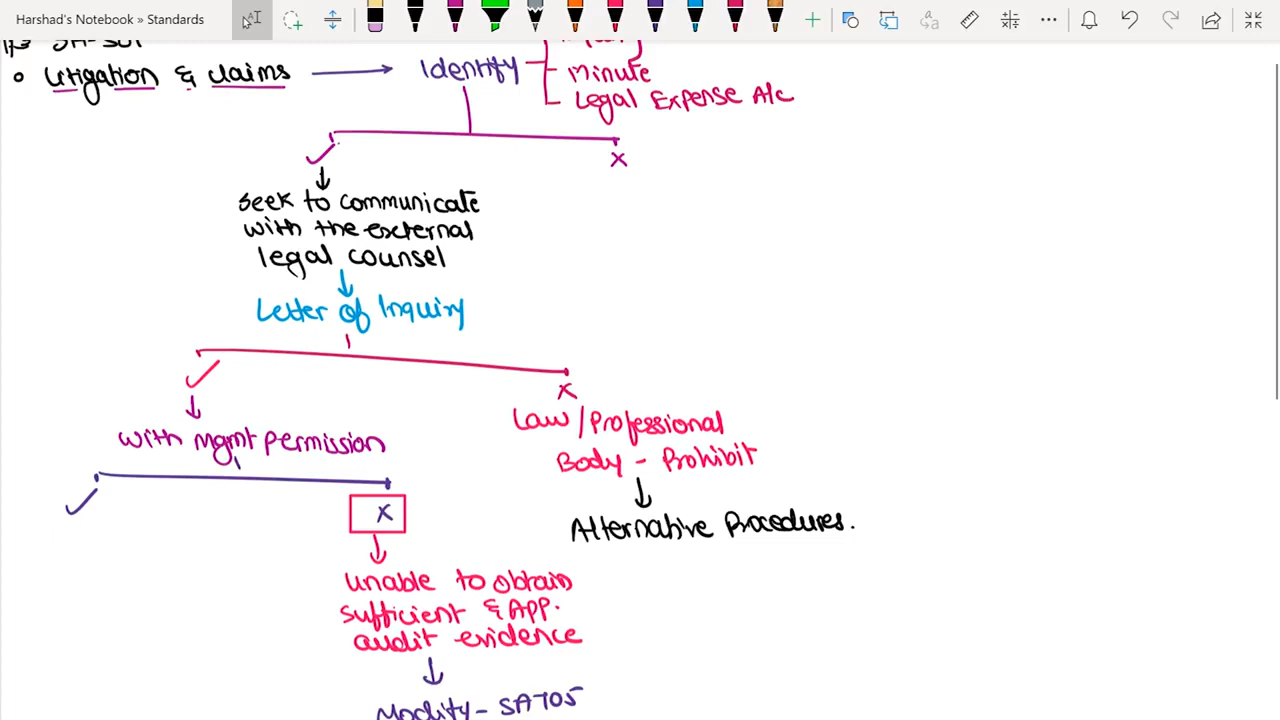 Harshad's Notebook » Standards
SA-501
Litigation & claims
Identify
Minute
Legal Expense A/c
x
Seek to communicate
with the external
legal counsel
Letter of Inquiry
x
Law/Professional
Body - Prohibit
with mgmt permission
x
Alternative Procedures.
unable to obtain
sufficient & App.
audit evidence
Modify - SA705